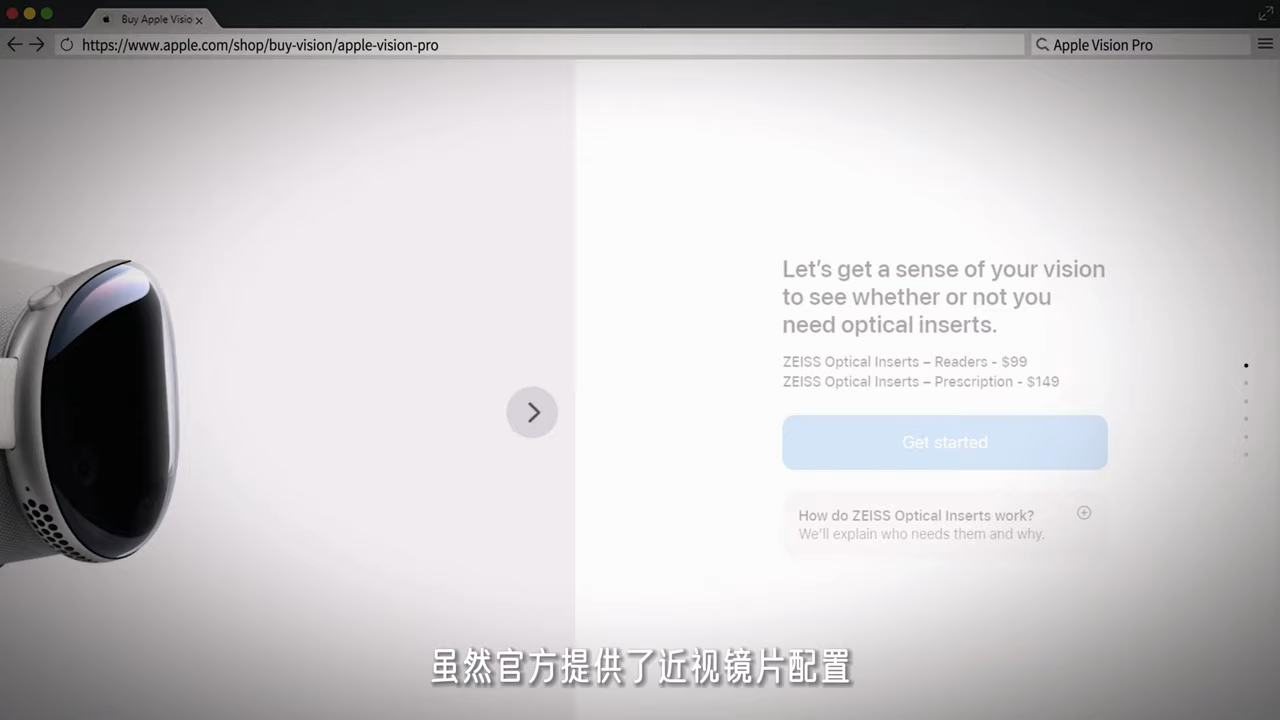 Buy Apple Visio
https://www.apple.com/shop/buy-vision/apple-vision-pro
Apple Vision Pro
Let's get a sense of your vision
to see whether or not you
need optical inserts.
ZEISS Optical Inserts – Readers - $99
ZEISS Optical Inserts – Prescription - $149
Get started
How do ZEISS Optical Inserts work?
We'll explain who needs them and why.
虽然官方提供了近视镜片配置